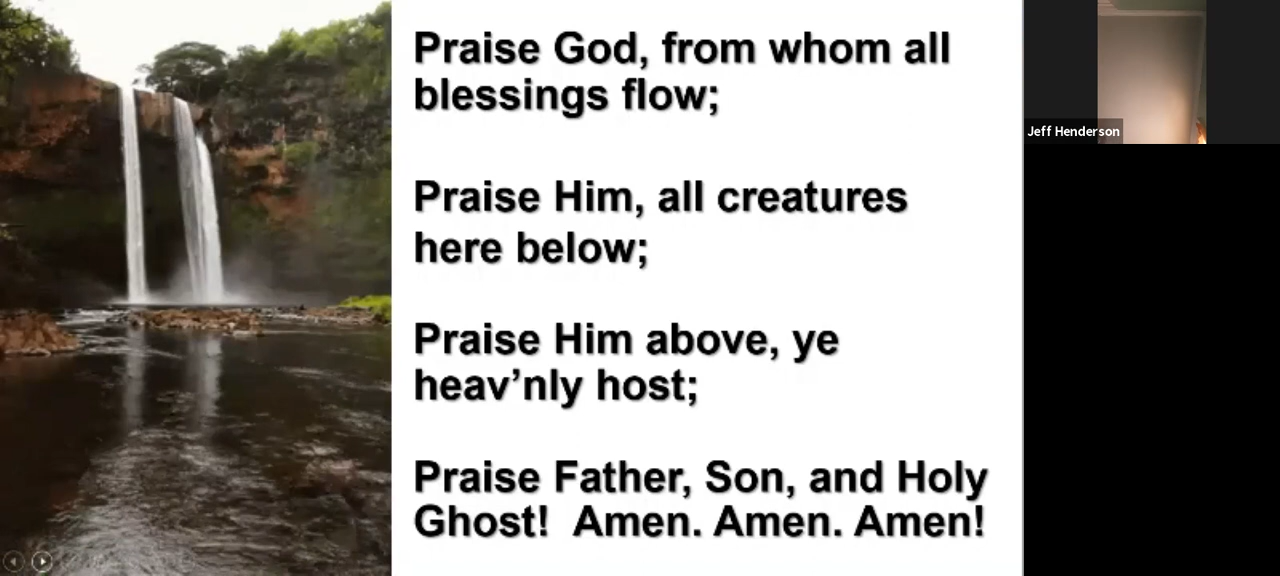 Praise God, from whom all
blessings flow;
Praise Him, all creatures
here below;
Praise Him above, ye
heav’nly host;
Praise Father, Son, and Holy
Ghost!  Amen. Amen. Amen!
Jeff Henderson